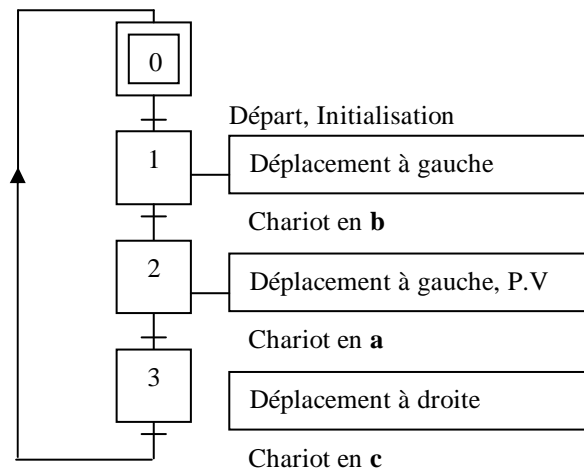 0
Départ, Initialisation
1
Déplacement à gauche
Chariot en b
2
Déplacement à gauche, P.V
Chariot en a
3
Déplacement à droite
Chariot en c